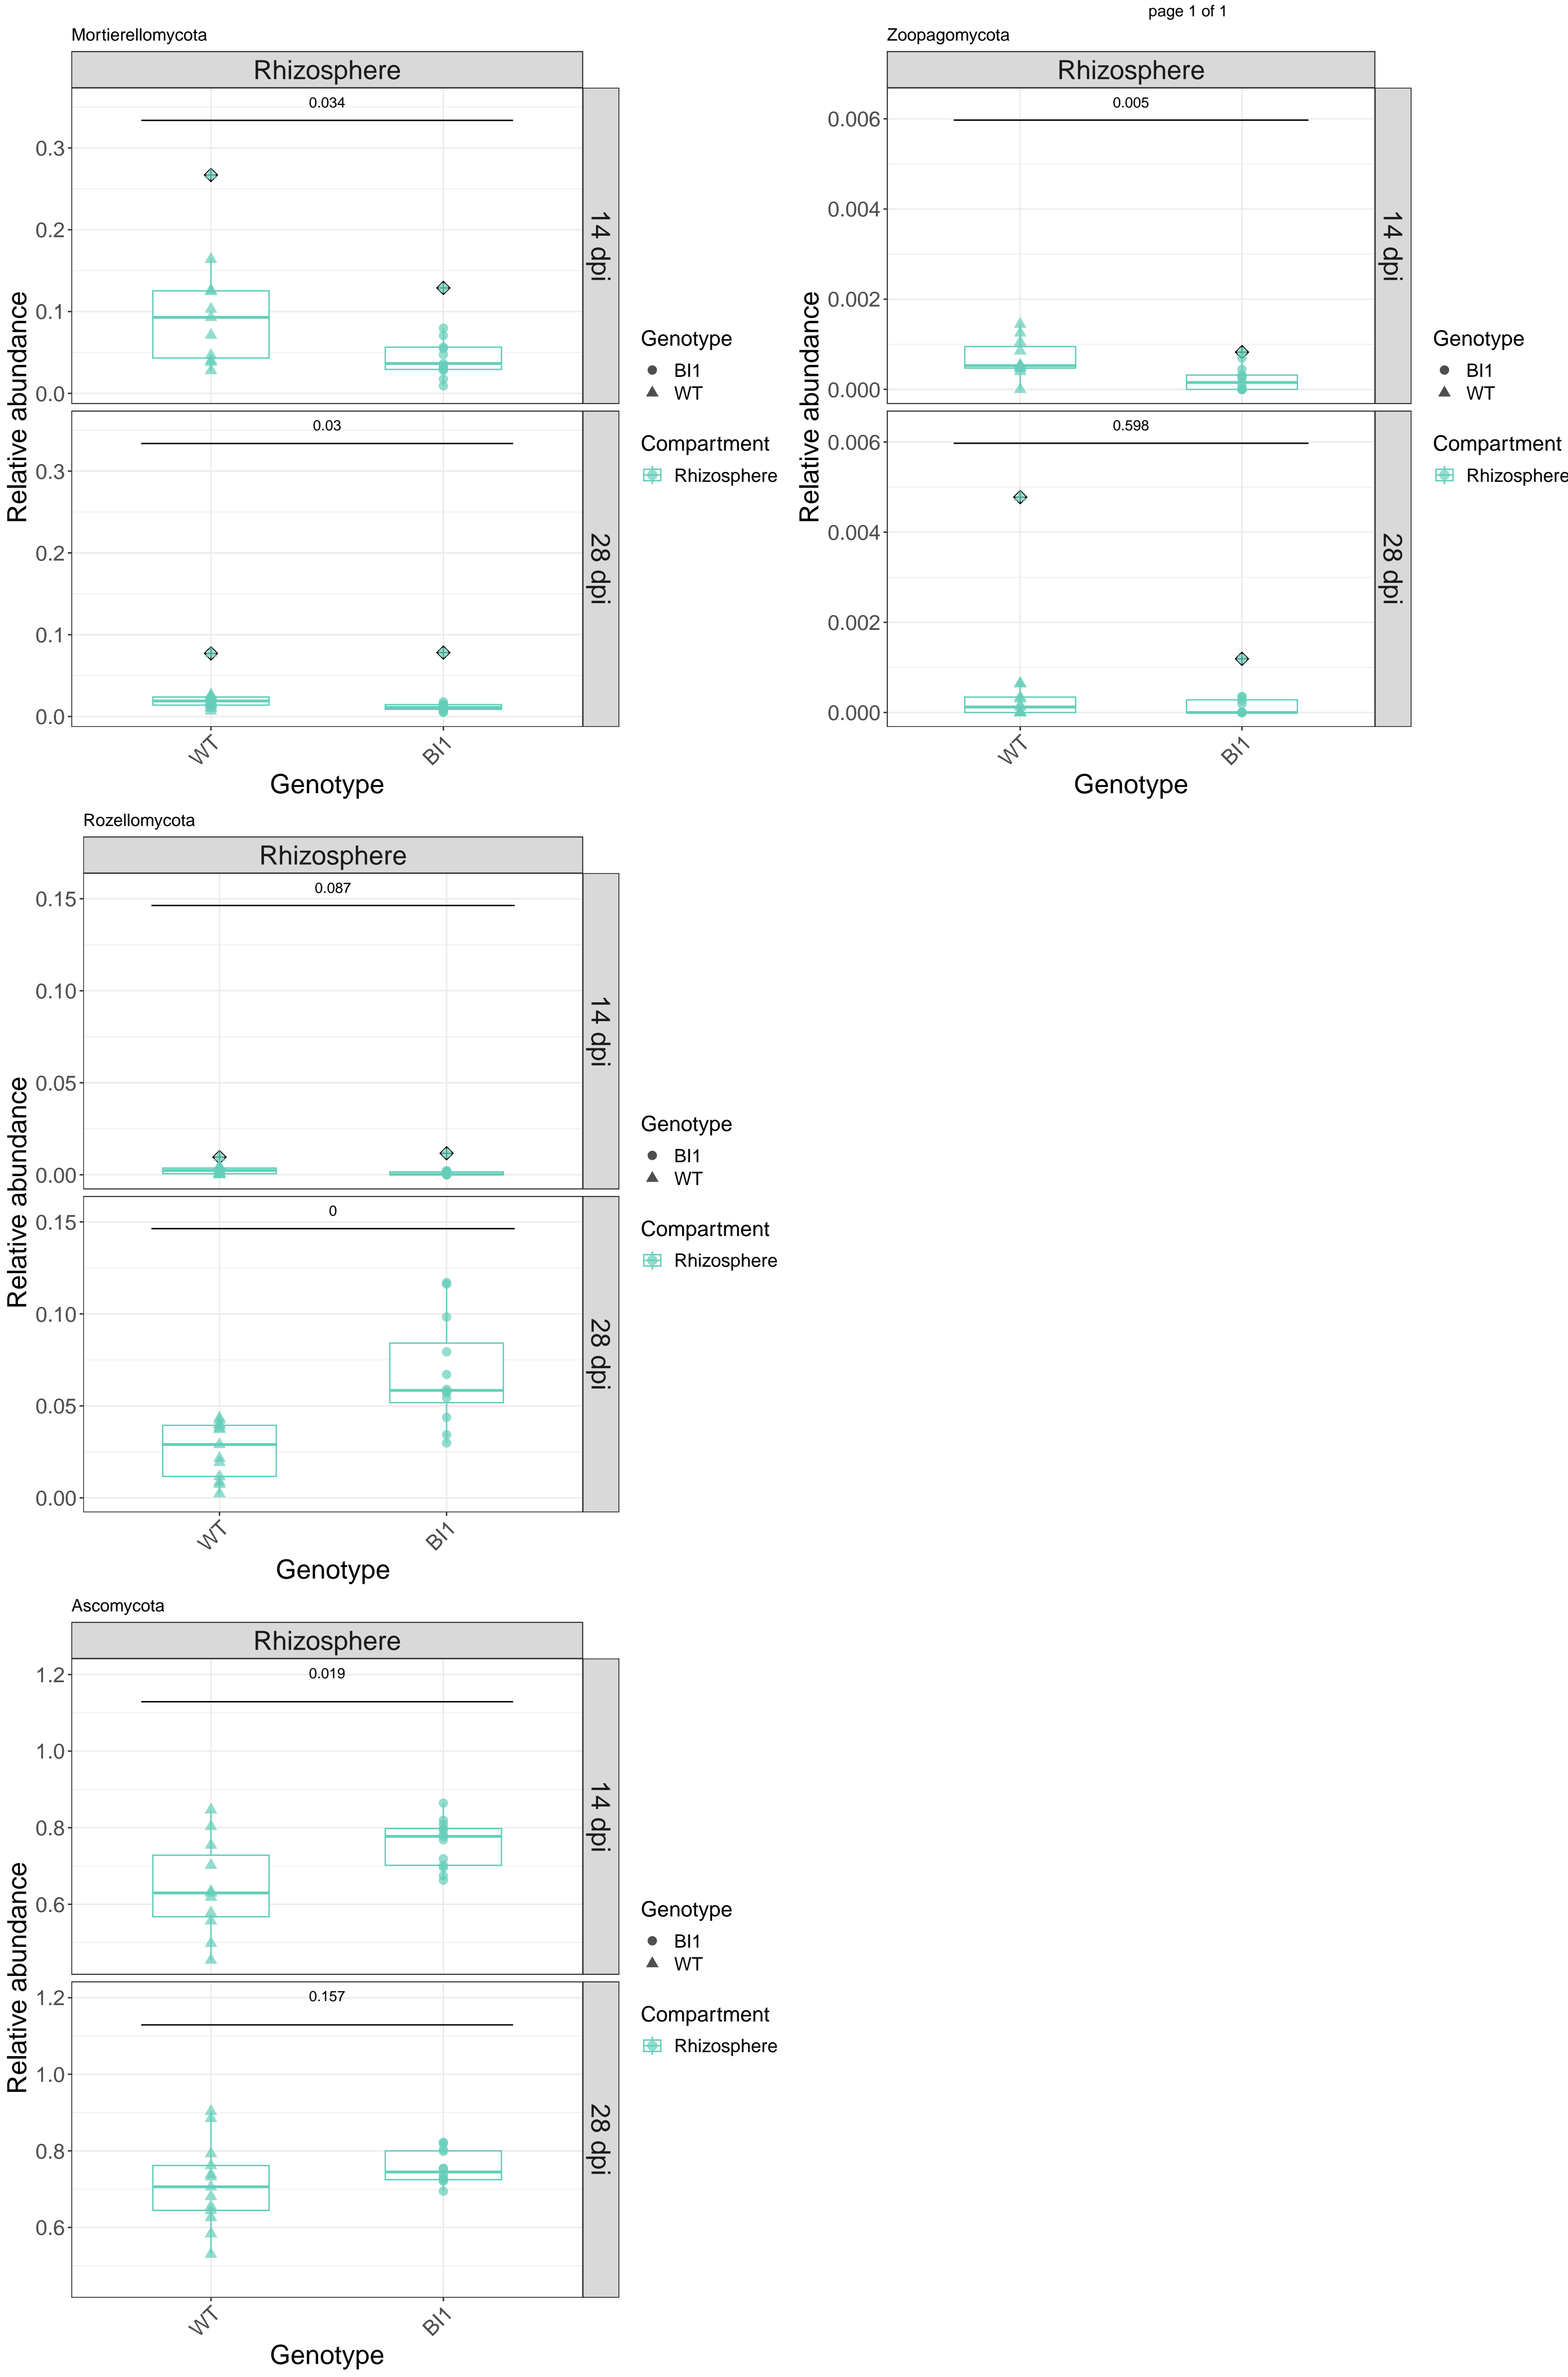 page 1 of 1
Mortierellomycota
Rhizosphere
0.034
0.3
0.2
0.1
0.0
14 dpi
0.03
0.3
0.2
0.1
0.0
28 dpi
Relative abundance
WT
BI1
Genotype
Genotype
BI1
WT
Compartment
Rhizosphere
Zoopagomycota
Rhizosphere
0.005
0.006
0.004
0.002
0.000
14 dpi
0.598
0.006
0.004
0.002
0.000
28 dpi
Relative abundance
WT
BI1
Genotype
Genotype
BI1
WT
Compartment
Rhizosphere
Rozellomycota
Rhizosphere
0.087
0.15
0.10
0.05
0.00
14 dpi
0
0.15
0.10
0.05
0.00
28 dpi
Relative abundance
WT
BI1
Genotype
Genotype
BI1
WT
Compartment
Rhizosphere
Ascomycota
Rhizosphere
0.019
1.2
1.0
0.8
0.6
14 dpi
0.157
1.2
1.0
0.8
0.6
28 dpi
Relative abundance
WT
BI1
Genotype
Genotype
BI1
WT
Compartment
Rhizosphere